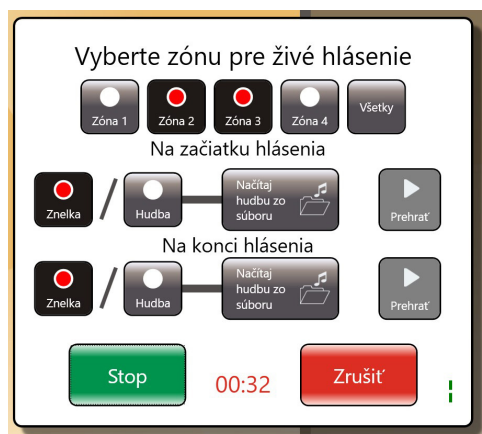 Vyberte zónu pre živé hlásenie
Zóna 1 Zóna 2 Zóna 3 Zóna 4 Všetky
Na začiatku hlásenia
Znelka Hudba Načítaj
hudbu zo
súboru
Prehrať
Na konci hlásenia
Znelka Hudba Načítaj
hudbu zo
súboru
Prehrať
Stop 00:32 Zrušiť